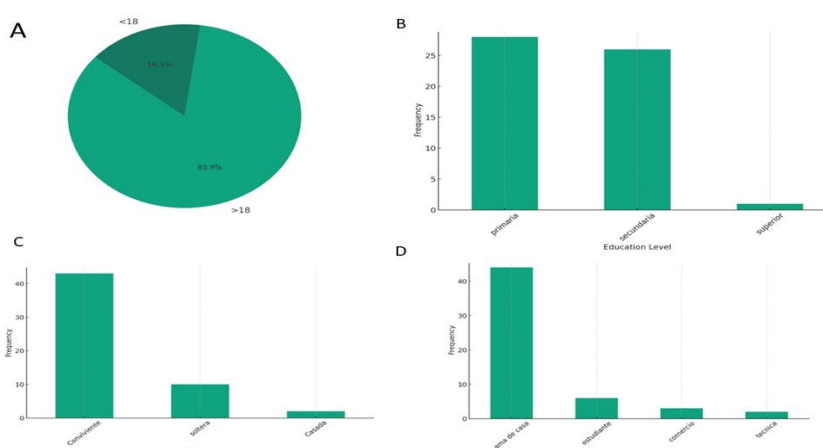 A
<18
16.1%
83.9%
>18
B
Frequency
25
20
15
10
5
0
primaria
secundaria
superior
Education Level
C
Frequency
40
30
20
10
0
Conviviente
soltera
Casada
D
Frequency
40
30
20
10
0
ama de casa
estudiante
comercio
tecnica